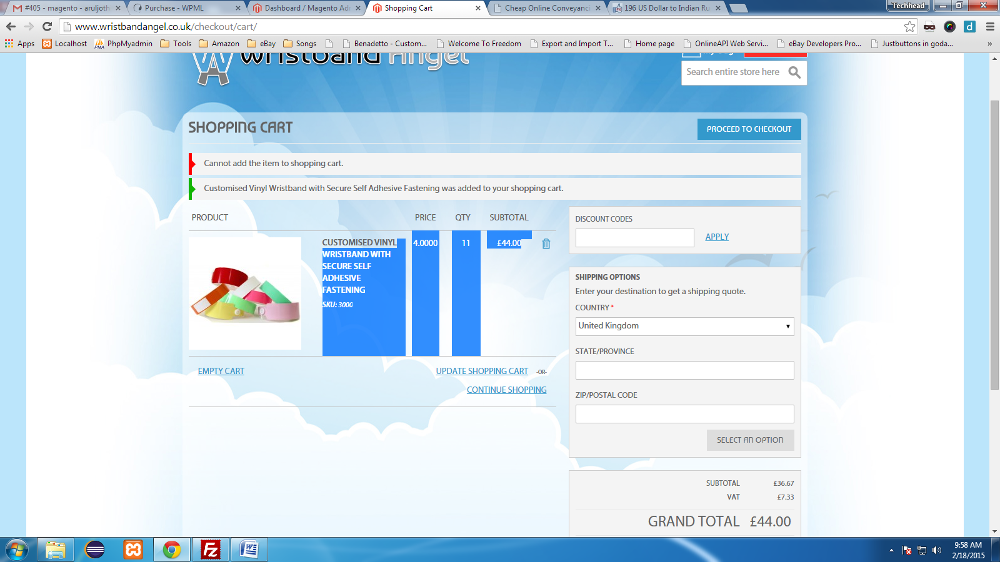 #405 - magento - aruljoth
Purchase - WPML
Dashboard / Magento Adm
Shopping Cart
Cheap Online Conveyanci
196 US Dollar to Indian Ru
Techhead
www.wristbandangel.co.uk/checkout/cart/
Apps
Localhost
PhpMyadmin
Tools
Amazon
eBay
Songs
Benadetto - Custom...
Welcome To Freedom
Export and Import T...
Home page
OnlineAPI Web Servi...
eBay Developers Pro...
Justbuttons in goda...
»
Wristband Angel
Search entire store here
SHOPPING CART
PROCEED TO CHECKOUT
Cannot add the item to shopping cart.
Customised Vinyl Wristband with Secure Self Adhesive Fastening was added to your shopping cart.
PRODUCT PRICE QTY SUBTOTAL
CUSTOMISED VINYL
WRISTBAND WITH
SECURE SELF
ADHESIVE
FASTENING
SKU: 3000
4.0000
11
£44.00
EMPTY CART
UPDATE SHOPPING CART -OR-
CONTINUE SHOPPING
DISCOUNT CODES
APPLY
SHIPPING OPTIONS
Enter your destination to get a shipping quote.
COUNTRY *
United Kingdom
STATE/PROVINCE
ZIP/POSTAL CODE
SELECT AN OPTION
SUBTOTAL £36.67
VAT £7.33
GRAND TOTAL £44.00
9:58 AM
2/18/2015